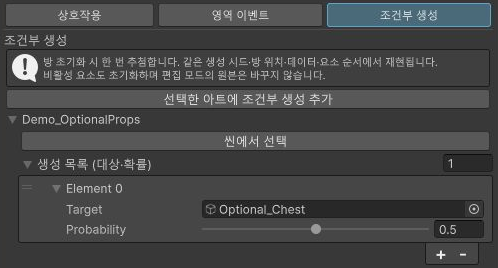 상호작용 영역 이벤트 조건부 생성
조건부 생성
방 초기화 시 한 번 추첨합니다. 같은 생성 시드·방 위치·데이터·요소 순서에서 재현됩니다.
비활성 요소도 초기화하며 편집 모드의 원본은 바꾸지 않습니다.
선택한 아트에 조건부 생성 추가
Demo_OptionalProps
씬에서 선택
생성 목록 (대상·확률) 1
Element 0
Target Optional_Chest
Probability 0.5
+ -